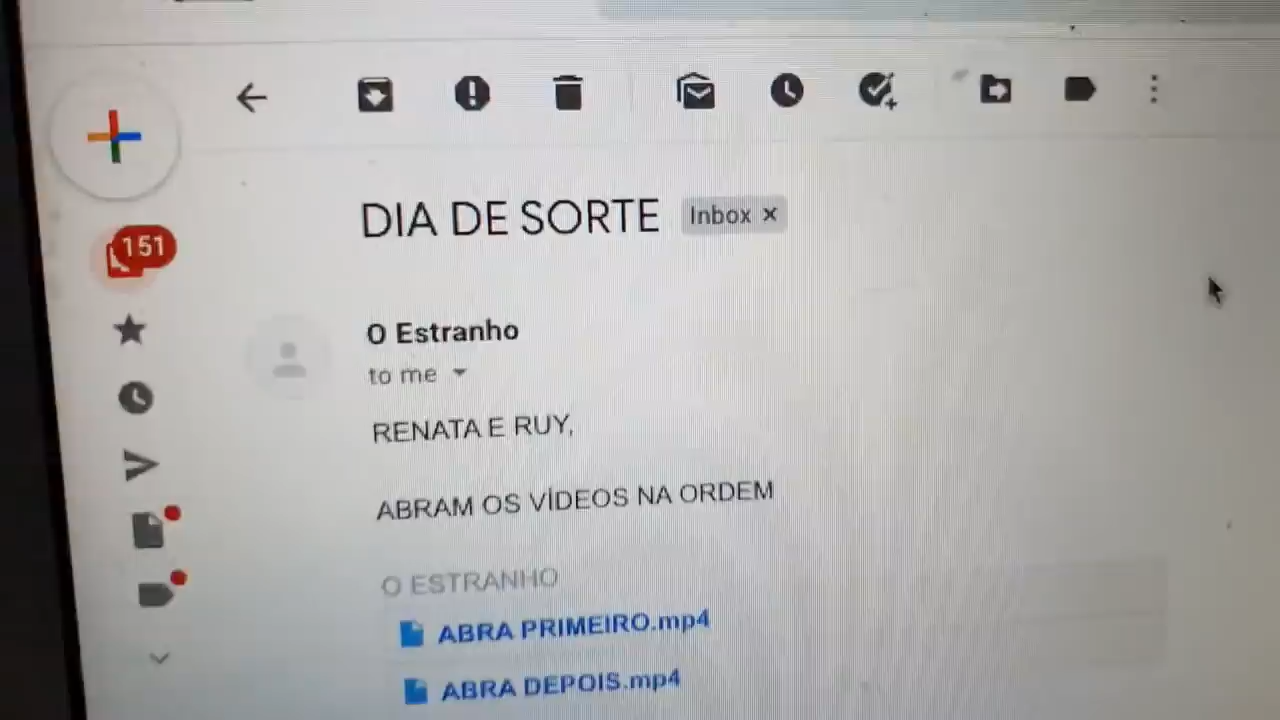 DIA DE SORTE Inbox ×
151
O Estranho
to me
RENATA E RUY,
ABRAM OS VÍDEOS NA ORDEM
O ESTRANHO
ABRA PRIMEIRO.mp4
ABRA DEPOIS.mp4